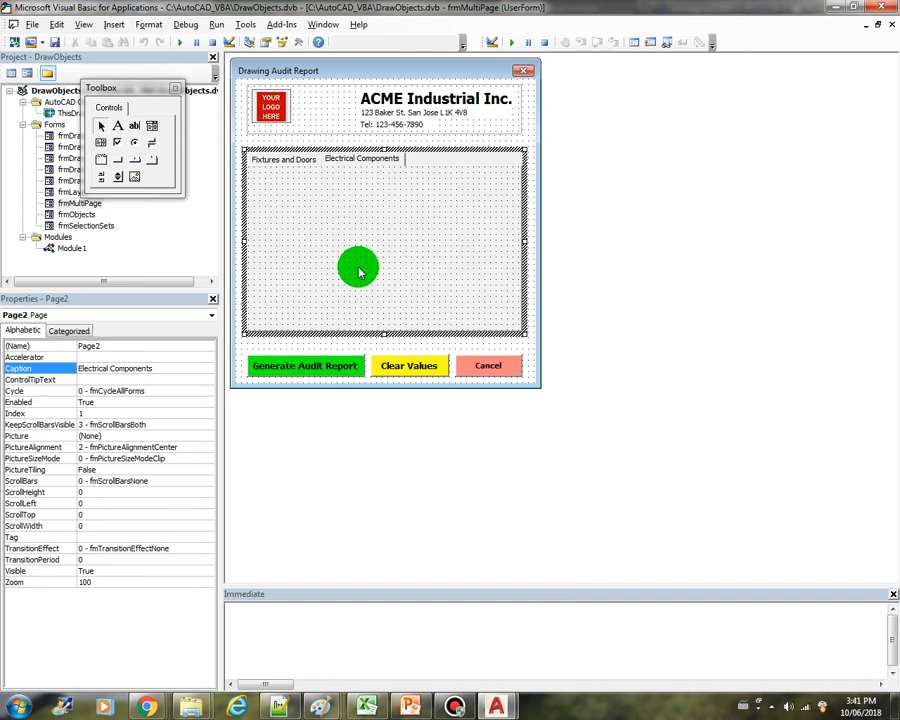 Microsoft Visual Basic for Applications - C:\AutoCAD_VBA\DrawObjects.dvb - [C:\AutoCAD_VBA\DrawObjects.dvb - frmMultiPage (UserForm)]
File Edit View Insert Format Debug Run Tools Add-Ins Window Help
Project - DrawObjects
DrawObjects
AutoCAD
ThisDra
Forms
frmDra
frmDra
frmDra
frmDra
frmDra
frmLay
frmMultiPage
frmObjects
frmSelectionSets
Modules
Module1
Toolbox
Controls
ab|
Drawing Audit Report
YOUR
LOGO
HERE
ACME Industrial Inc.
123 Baker St. San Jose L1K 4V8
Tel: 123-456-7890
Fixtures and Doors Electrical Components
Generate Audit Report Clear Values Cancel
Properties - Page2
Page2 Page
Alphabetic Categorized
(Name) Page2
Accelerator
Caption Electrical Components
ControlTipText
Cycle 0 - fmCycleAllForms
Enabled True
Index 1
KeepScrollBarsVisible 3 - fmScrollBarsBoth
Picture (None)
PictureAlignment 2 - fmPictureAlignmentCenter
PictureSizeMode 0 - fmPictureSizeModeClip
PictureTiling False
ScrollBars 0 - fmScrollBarsNone
ScrollHeight 0
ScrollLeft 0
ScrollTop 0
ScrollWidth 0
Tag
TransitionEffect 0 - fmTransitionEffectNone
TransitionPeriod 0
Visible True
Zoom 100
Immediate
3:41 PM
10/06/2018